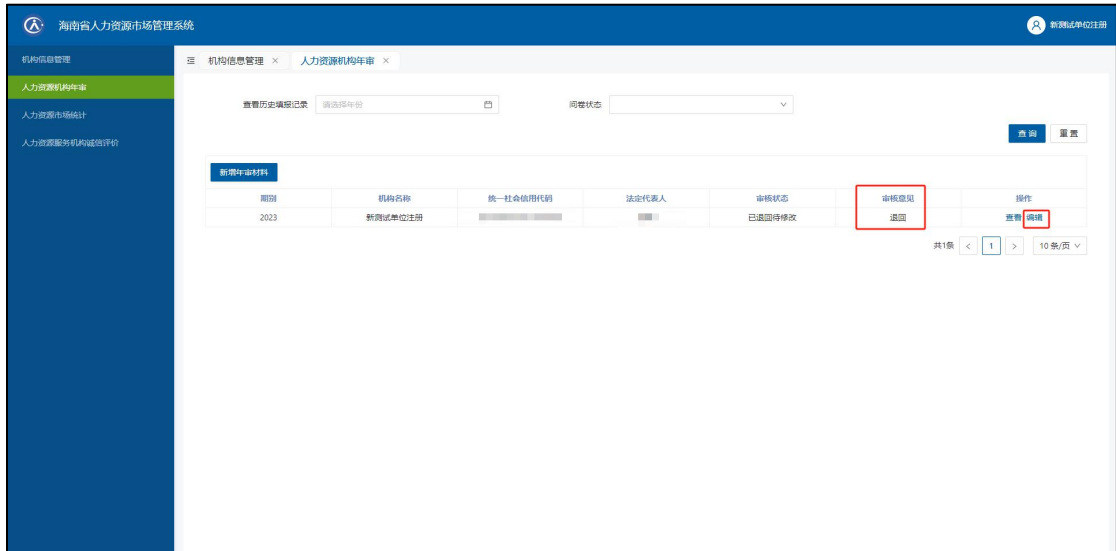 海南省人力资源市场管理系统
新测试单位注册
机构信息管理
人力资源机构年审
人力资源市场统计
人力资源服务机构诚信评价
机构信息管理 × 人力资源机构年审 ×
查看历史填报记录 请选择年份 问卷状态
查询 重置
新增年审材料
期别 机构名称 统一社会信用代码 法定代表人 审核状态 审核意见 操作
2023 新测试单位注册 已退回待修改 退回 查看 编辑
共1条 < 1 > 10 条/页